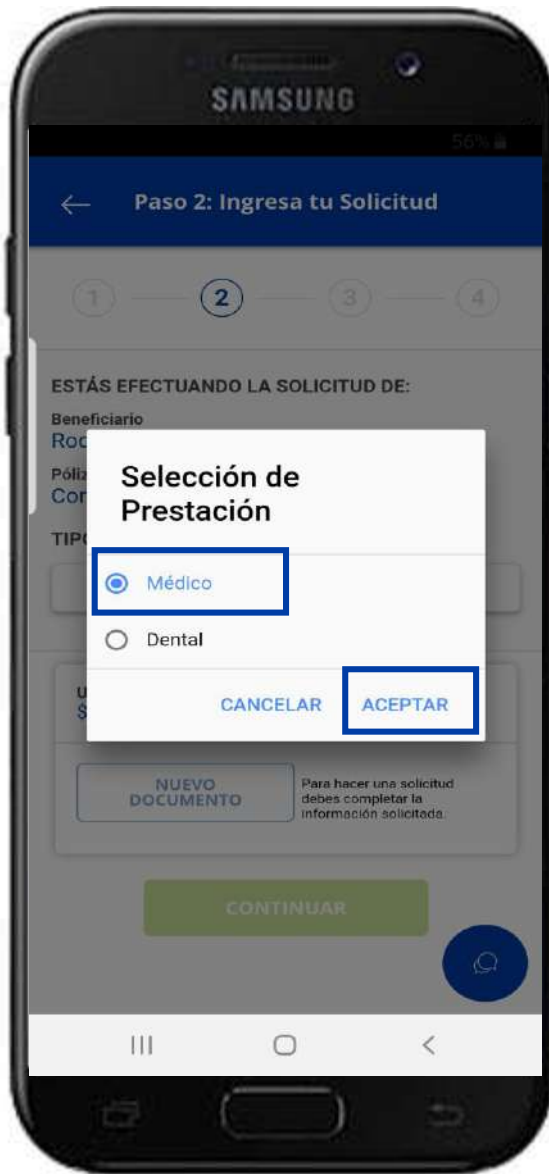 SAMSUNG
56%
Paso 2: Ingresa tu Solicitud
1 2 3 4
ESTÁS EFECTUANDO LA SOLICITUD DE:
Beneficiario
Selección de
Prestación
Médico
Dental
CANCELAR ACEPTAR
NUEVO
DOCUMENTO
Para hacer una solicitud
debes completar la
información solicitada.
CONTINUAR